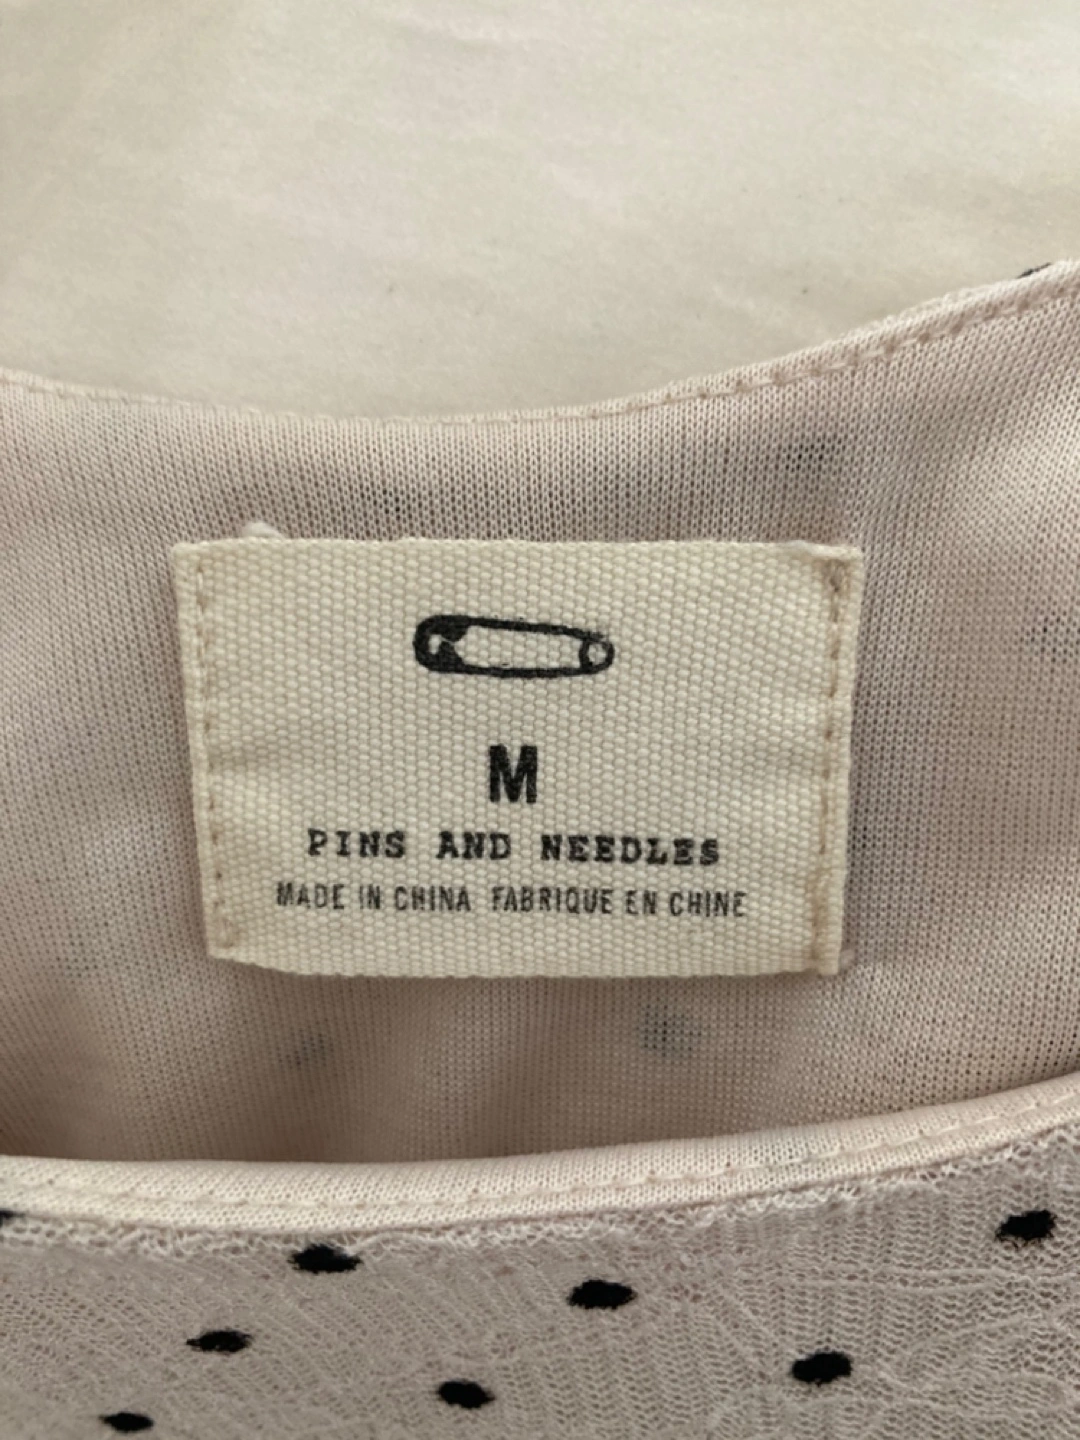 M
PINS AND NEEDLES
MADE IN CHINA FABRIQUE EN CHINE